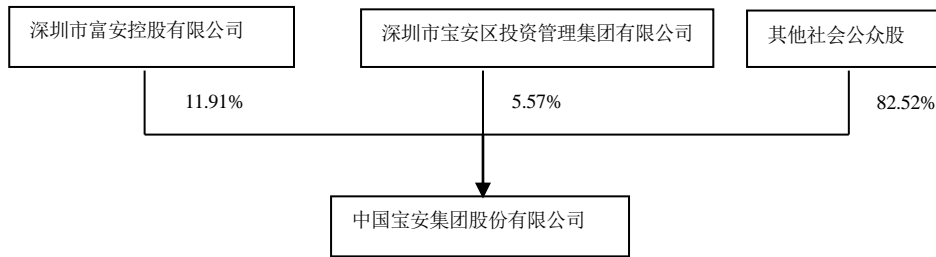 深圳市富安控股有限公司
深圳市宝安区投资管理集团有限公司
其他社会公众股
11.91%
5.57%
82.52%
中国宝安集团股份有限公司